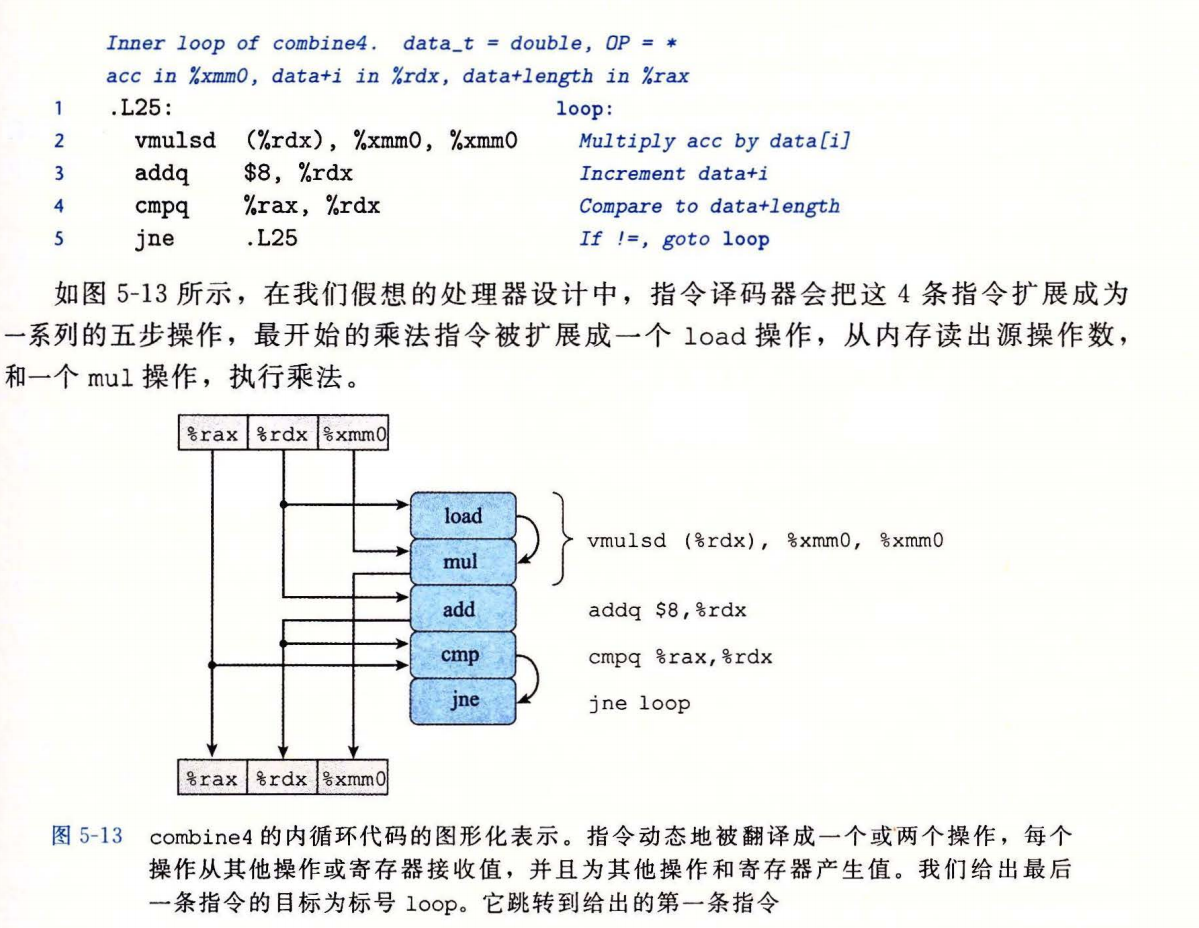 Inner loop of combine4. data_t = double, OP = *
acc in %xmm0, data+i in %rdx, data+length in %rax
1 .L25: loop:
2 vmulsd (%rdx), %xmm0, %xmm0 Multiply acc by data[i]
3 addq $8, %rdx Increment data+i
4 cmpq %rax, %rdx Compare to data+length
5 jne .L25 If !=, goto loop
如图 5-13 所示，在我们假想的处理器设计中，指令译码器会把这 4 条指令扩展成为
一系列的五步操作，最开始的乘法指令被扩展成一个 load 操作，从内存读出源操作数，
和一个 mul 操作，执行乘法。
%rax %rdx %xmm0
load
mul
vmulsd (%rdx), %xmm0, %xmm0
add
addq $8,%rdx
cmp
cmpq %rax,%rdx
jne
jne loop
%rax %rdx %xmm0
图 5-13 combine4 的内循环代码的图形化表示。指令动态地被翻译成一个或两个操作，每个
操作从其他操作或寄存器接收值，并且为其他操作和寄存器产生值。我们给出最后
一条指令的目标为标号 loop。它跳转到给出的第一条指令